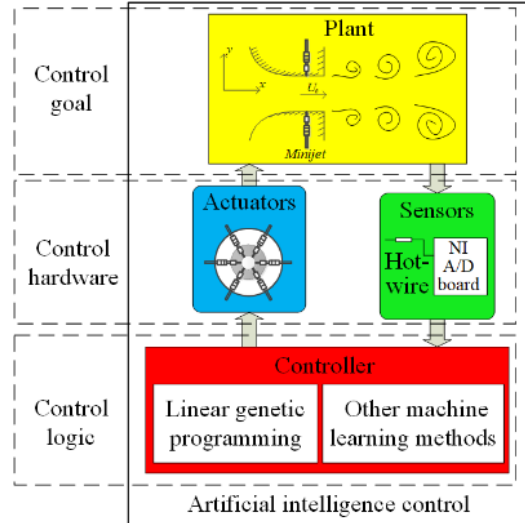 Control
goal
Plant
y
x
U₀
Minijet
Control
hardware
Actuators
Sensors
Hot-
wire
NI
A/D
board
Control
logic
Controller
Linear genetic
programming
Other machine
learning methods
Artificial intelligence control